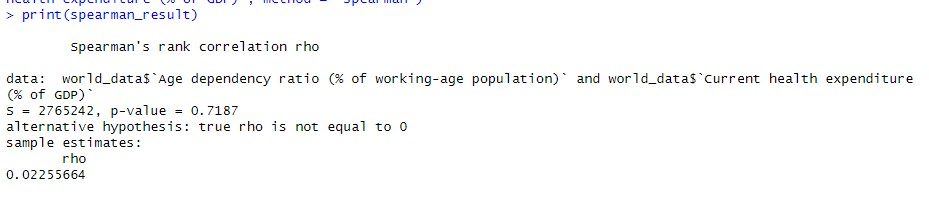 > print(spearman_result)
Spearman's rank correlation rho
data:  world_data$`Age dependency ratio (% of working-age population)` and world_data$`Current health expenditure
(% of GDP)`
S = 2765242, p-value = 0.7187
alternative hypothesis: true rho is not equal to 0
sample estimates:
rho
0.02255664